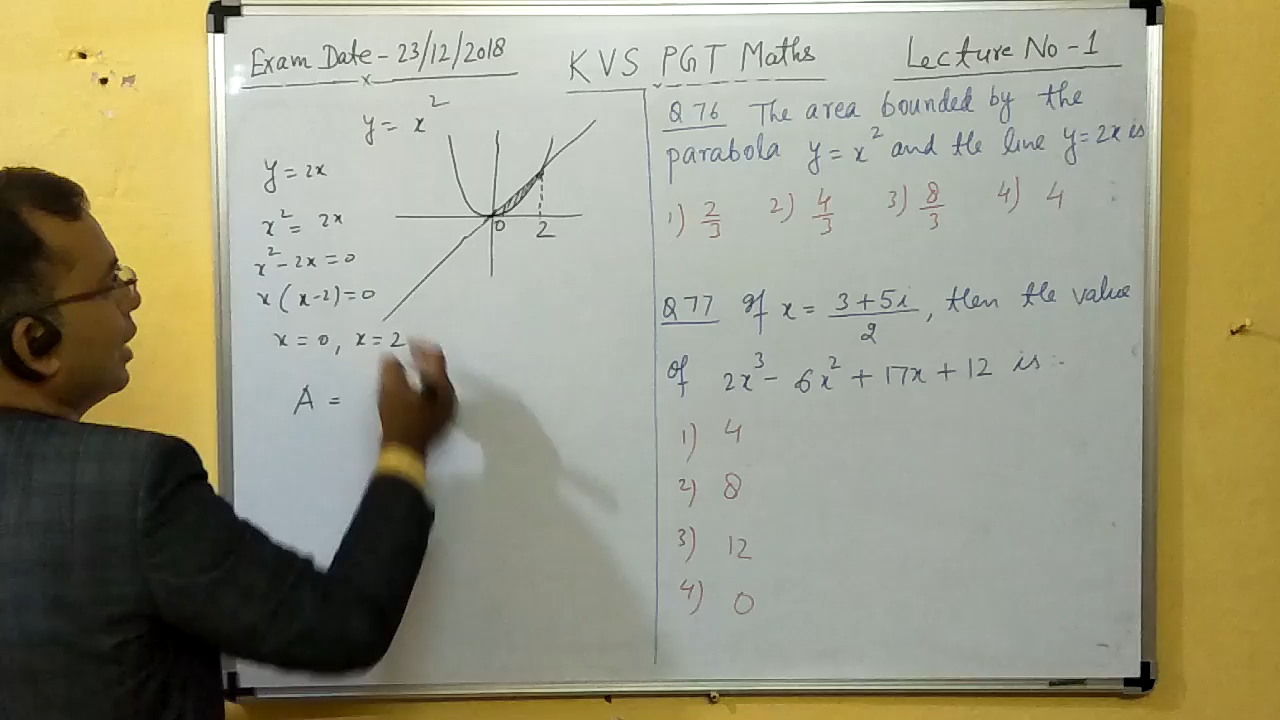 Exam Date - 23/12/2018
KVS PGT Maths
Lecture No - 1
y = x²
y = 2x
x² = 2x
x² - 2x = 0
x (x-2) = 0
x = 0, x = 2
A =
0
2
Q 76 The area bounded by the
parabola y = x² and the line y = 2x is
1) 2/3 2) 4/3 3) 8/3 4) 4
Q 77 If x = (3+5i)/2, then the value
of 2x³ - 6x² + 17x + 12 is :-
1) 4
2) 8
3) 12
4) 0